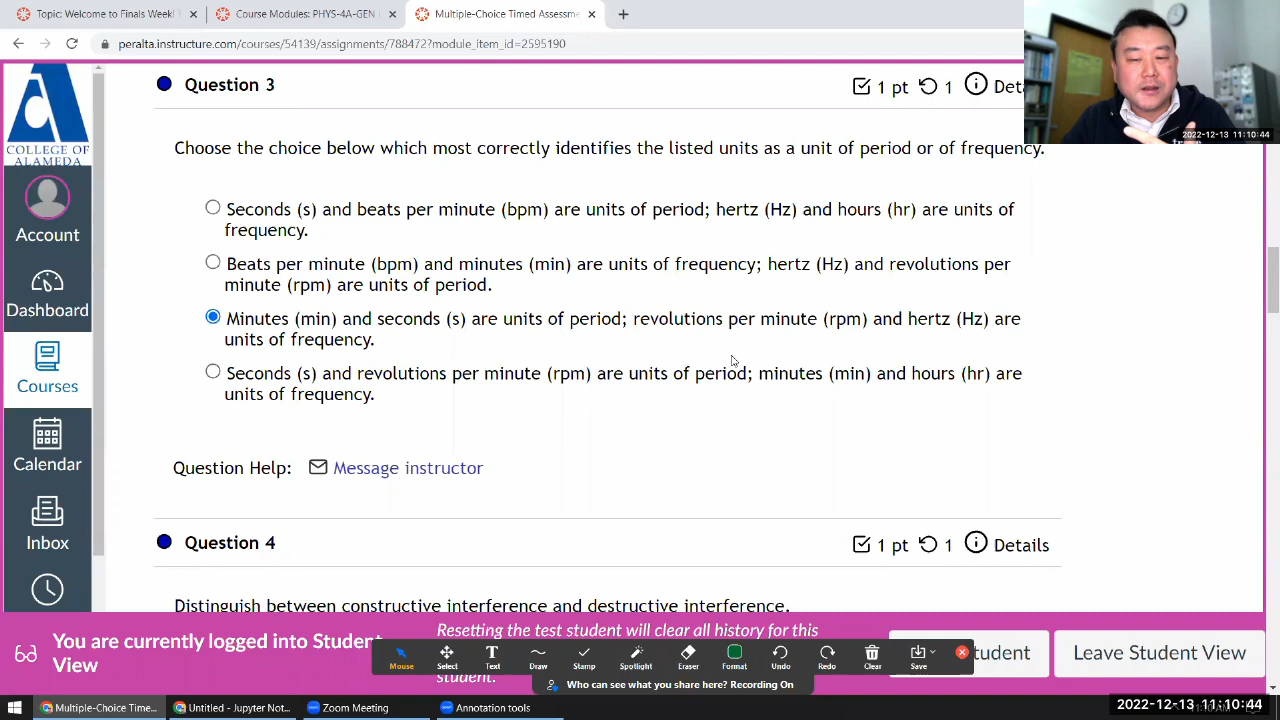 Topic: Welcome to Finals Week!
Course Modules: PHYS-4A-GEN
Multiple-Choice Timed Assessme
peralta.instructure.com/courses/54139/assignments/788472?module_item_id=2595190
COLLEGE OF
ALAMEDA
Account
Dashboard
Courses
Calendar
Inbox
Question 3
1 pt
1
Deta
Choose the choice below which most correctly identifies the listed units as a unit of period or of frequency.
Seconds (s) and beats per minute (bpm) are units of period; hertz (Hz) and hours (hr) are units of
frequency.
Beats per minute (bpm) and minutes (min) are units of frequency; hertz (Hz) and revolutions per
minute (rpm) are units of period.
Minutes (min) and seconds (s) are units of period; revolutions per minute (rpm) and hertz (Hz) are
units of frequency.
Seconds (s) and revolutions per minute (rpm) are units of period; minutes (min) and hours (hr) are
units of frequency.
Question Help:
Message instructor
Question 4
1 pt
1
Details
Distinguish between constructive interference and destructive interference.
2022-12-13 11:10:44
You are currently logged into Student
View
Resetting the test student will clear all history for this
student.
tudent
Leave Student View
Mouse
Select
Text
Draw
Stamp
Spotlight
Eraser
Format
Undo
Redo
Clear
Save
Who can see what you share here? Recording On
Multiple-Choice Time...
Untitled - Jupyter Not...
Zoom Meeting
Annotation tools
2022-12-13 11:10:44